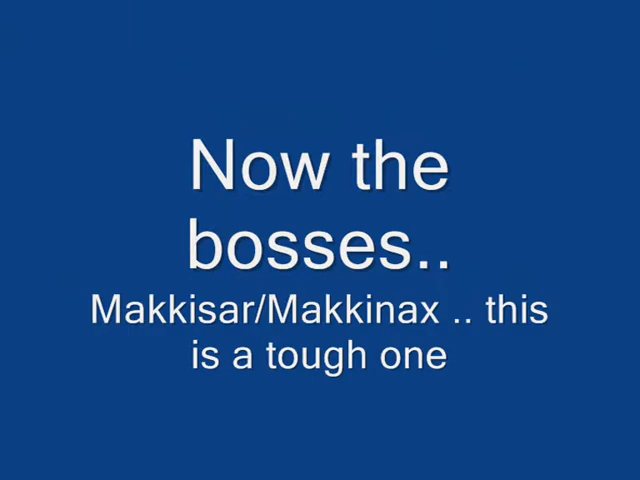 Now the
bosses..
Makkisar/Makkinax .. this
is a tough one